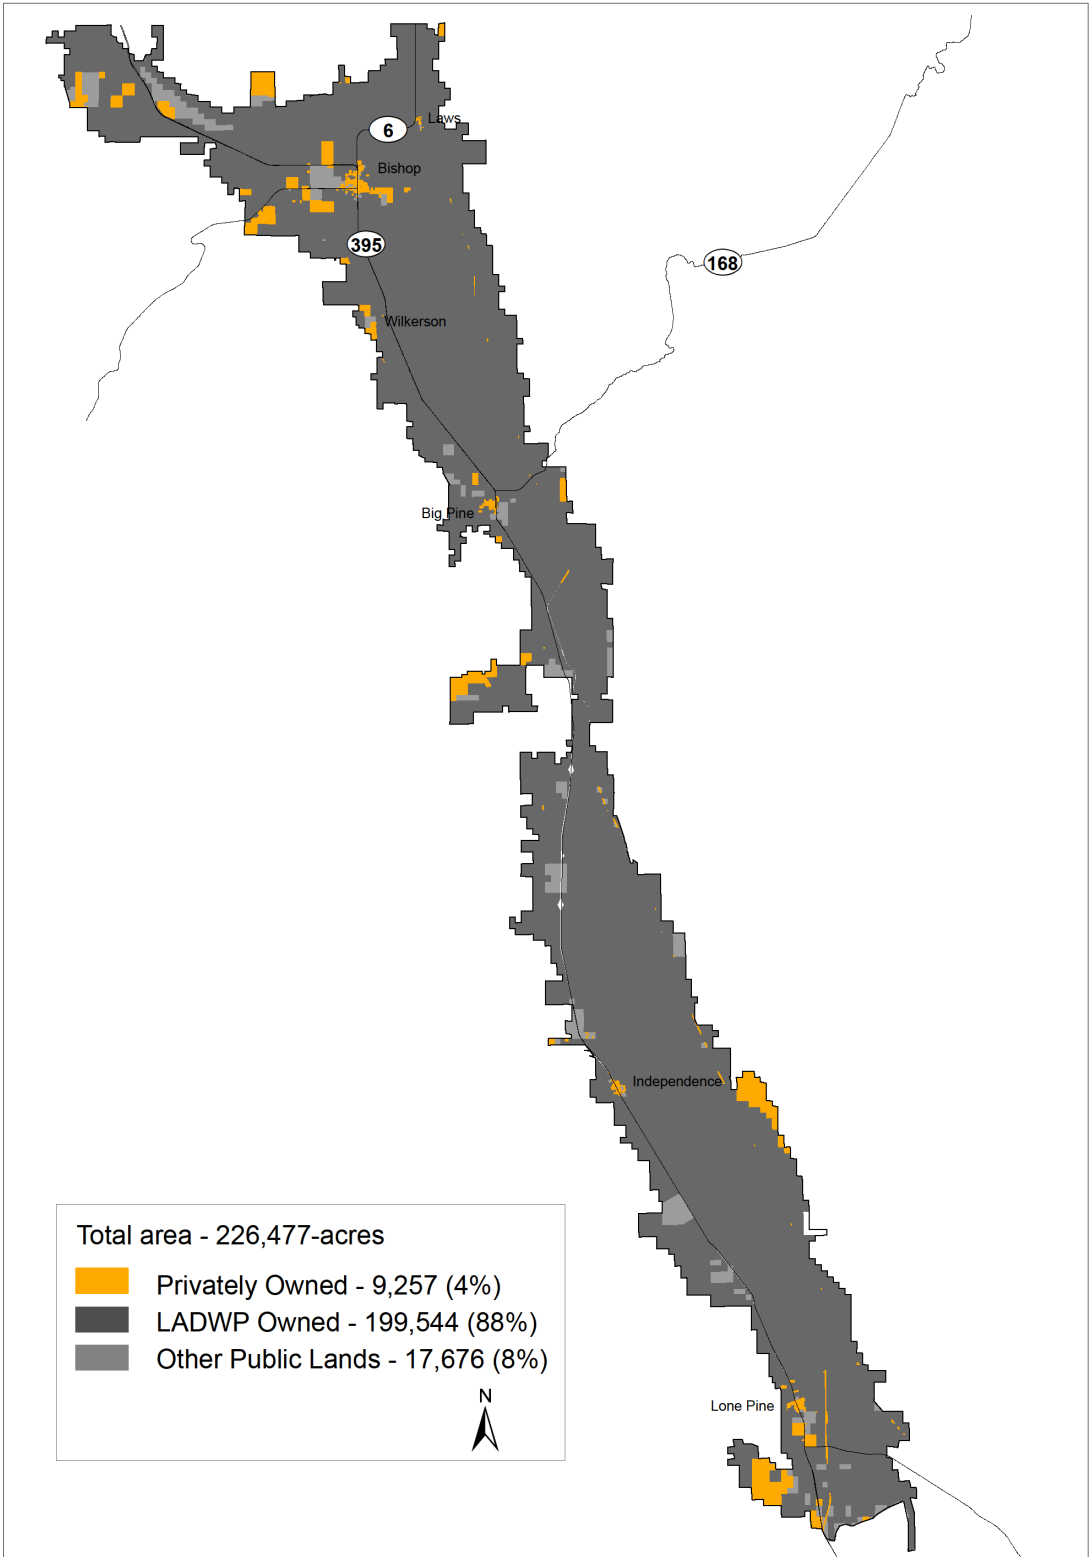 Laws
6
Bishop
395
168
Wilkerson
Big Pine
Independence
Total area - 226,477-acres
Privately Owned - 9,257 (4%)
LADWP Owned - 199,544 (88%)
Other Public Lands - 17,676 (8%)
N
Lone Pine